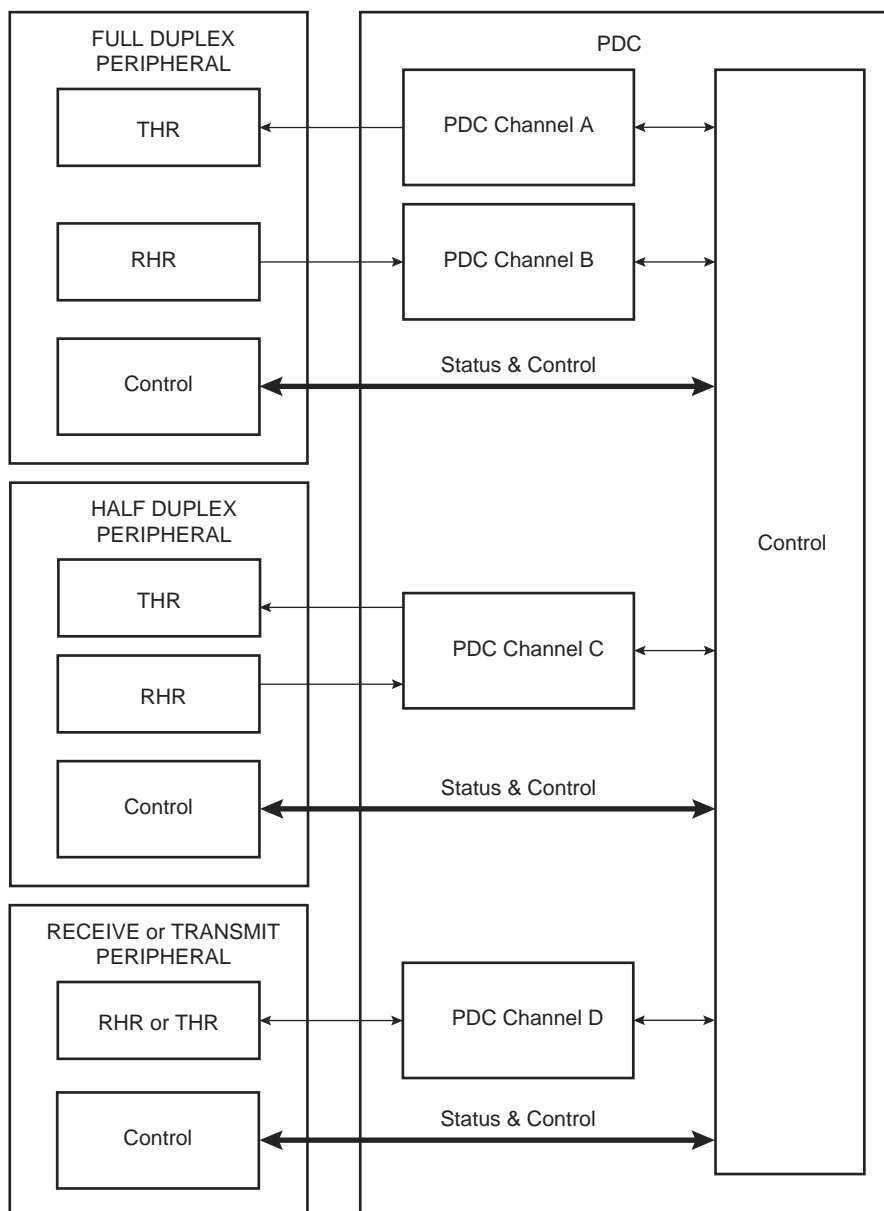 FULL DUPLEX
PERIPHERAL
PDC
THR
PDC Channel A
RHR
PDC Channel B
Control
Status & Control
HALF DUPLEX
PERIPHERAL
Control
THR
PDC Channel C
RHR
Control
Status & Control
RECEIVE or TRANSMIT
PERIPHERAL
RHR or THR
PDC Channel D
Control
Status & Control